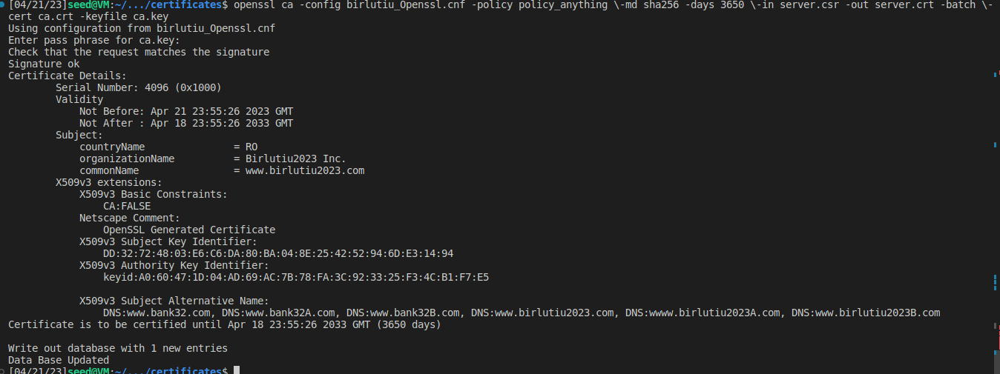 [04/21/23]seed@VM:~/.../certificates$ openssl ca -config birlutiu_Openssl.cnf -policy policy_anything \-md sha256 -days 3650 \-in server.csr -out server.crt -batch \-
cert ca.crt -keyfile ca.key
Using configuration from birlutiu_Openssl.cnf
Enter pass phrase for ca.key:
Check that the request matches the signature
Signature ok
Certificate Details:
        Serial Number: 4096 (0x1000)
        Validity
            Not Before: Apr 21 23:55:26 2023 GMT
            Not After : Apr 18 23:55:26 2033 GMT
        Subject:
            countryName               = RO
            organizationName          = Birlutiu2023 Inc.
            commonName                = www.birlutiu2023.com
        X509v3 extensions:
            X509v3 Basic Constraints:
                CA:FALSE
            Netscape Comment:
                OpenSSL Generated Certificate
            X509v3 Subject Key Identifier:
                DD:32:72:48:03:E6:C6:DA:80:BA:04:8E:25:42:52:94:6D:E3:14:94
            X509v3 Authority Key Identifier:
                keyid:A0:60:47:1D:04:AD:69:AC:7B:78:FA:3C:92:33:25:F3:4C:B1:F7:E5
            X509v3 Subject Alternative Name:
                DNS:www.bank32.com, DNS:www.bank32A.com, DNS:www.bank32B.com, DNS:www.birlutiu2023.com, DNS:wwww.birlutiu2023A.com, DNS:www.birlutiu2023B.com
Certificate is to be certified until Apr 18 23:55:26 2033 GMT (3650 days)
Write out database with 1 new entries
Data Base Updated
[04/21/23]seed@VM:~/.../certificates$